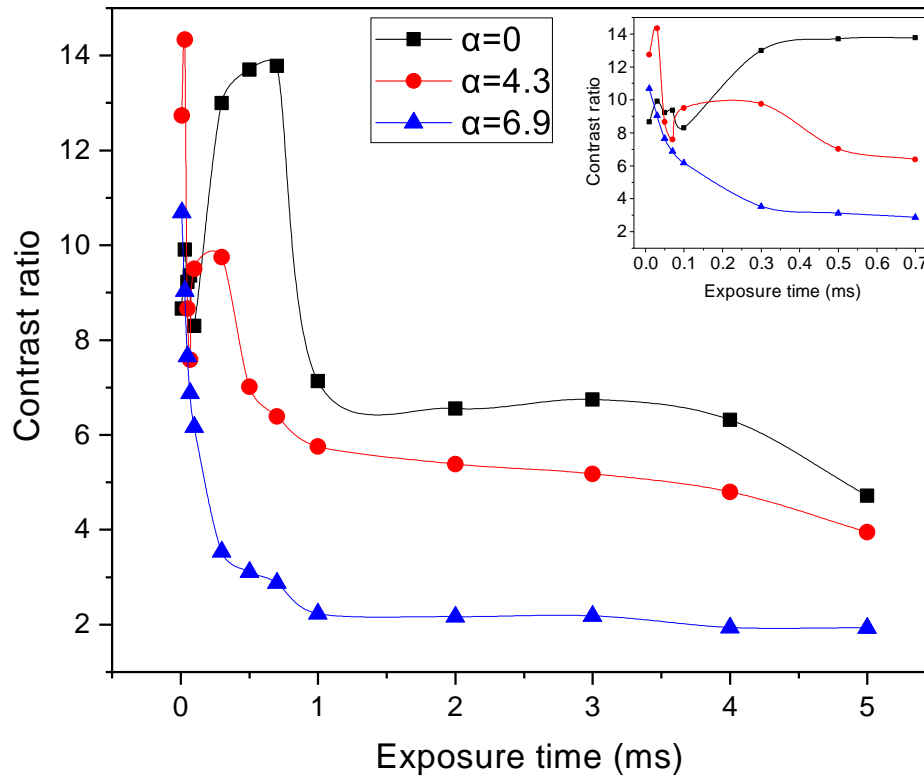 α=0
α=4.3
α=6.9
Contrast ratio
14
12
10
8
6
4
2
0 1 2 3 4 5
Exposure time (ms)
Contrast ratio
14
12
10
8
6
4
2
0.0 0.1 0.2 0.3 0.4 0.5 0.6 0.7
Exposure time (ms)